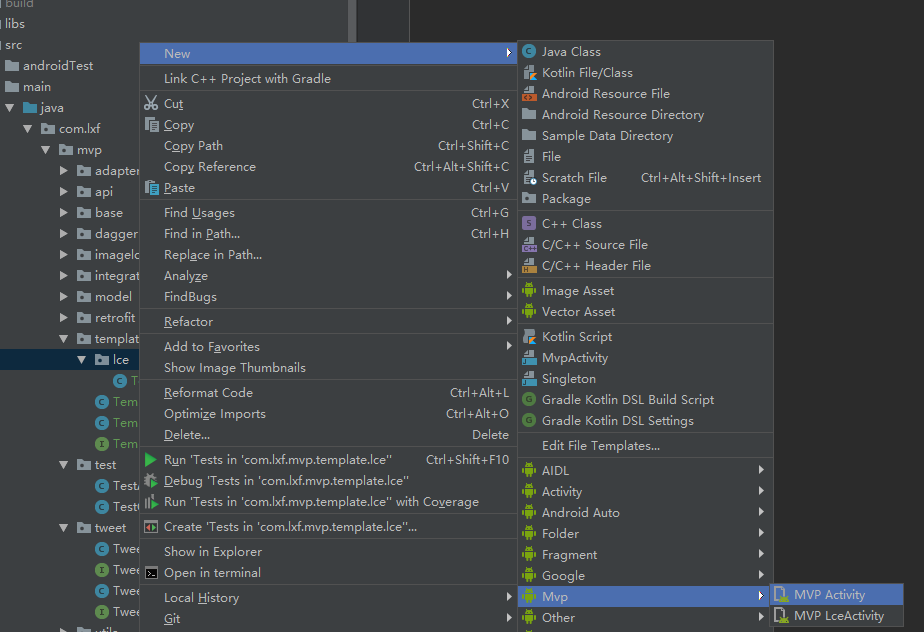 build
libs
src
androidTest
main
java
com.lxf
mvp
adapter
api
base
dagger
imagelo
integrat
model
retrofit
templat
lce
T
Tem
Tem
Tem
test
Test
Test
tweet
Twee
Twee
Twee
Twee
utils
New
Link C++ Project with Gradle
Cut Ctrl+X
Copy Ctrl+C
Copy Path Ctrl+Shift+C
Copy Reference Ctrl+Alt+Shift+C
Paste Ctrl+V
Find Usages Ctrl+G
Find in Path... Ctrl+H
Replace in Path...
Analyze
FindBugs
Refactor
Add to Favorites
Show Image Thumbnails
Reformat Code Ctrl+Alt+L
Optimize Imports Ctrl+Alt+O
Delete... Delete
Run 'Tests in 'com.lxf.mvp.template.lce'' Ctrl+Shift+F10
Debug 'Tests in 'com.lxf.mvp.template.lce''
Run 'Tests in 'com.lxf.mvp.template.lce'' with Coverage
Create 'Tests in 'com.lxf.mvp.template.lce''...
Show in Explorer
Open in terminal
Local History
Git
Java Class
Kotlin File/Class
Android Resource File
Android Resource Directory
Sample Data Directory
File
Scratch File Ctrl+Alt+Shift+Insert
Package
C++ Class
C/C++ Source File
C/C++ Header File
Image Asset
Vector Asset
Kotlin Script
MvpActivity
Singleton
Gradle Kotlin DSL Build Script
Gradle Kotlin DSL Settings
Edit File Templates...
AIDL
Activity
Android Auto
Folder
Fragment
Google
Mvp
Other
MVP Activity
MVP LceActivity